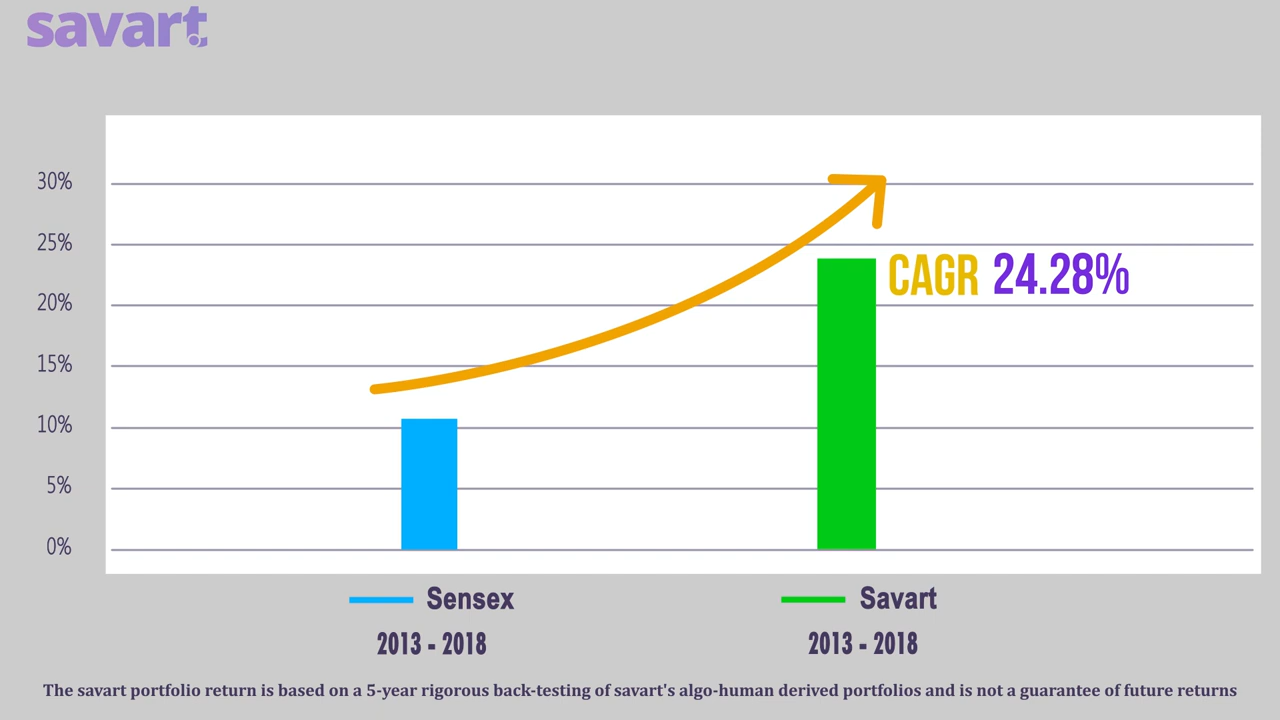 savart
30%
25%
CAGR 24.28%
20%
15%
10%
5%
0%
Sensex
Savart
2013 - 2018
2013 - 2018
The savart portfolio return is based on a 5-year rigorous back-testing of savart's algo-human derived portfolios and is not a guarantee of future returns